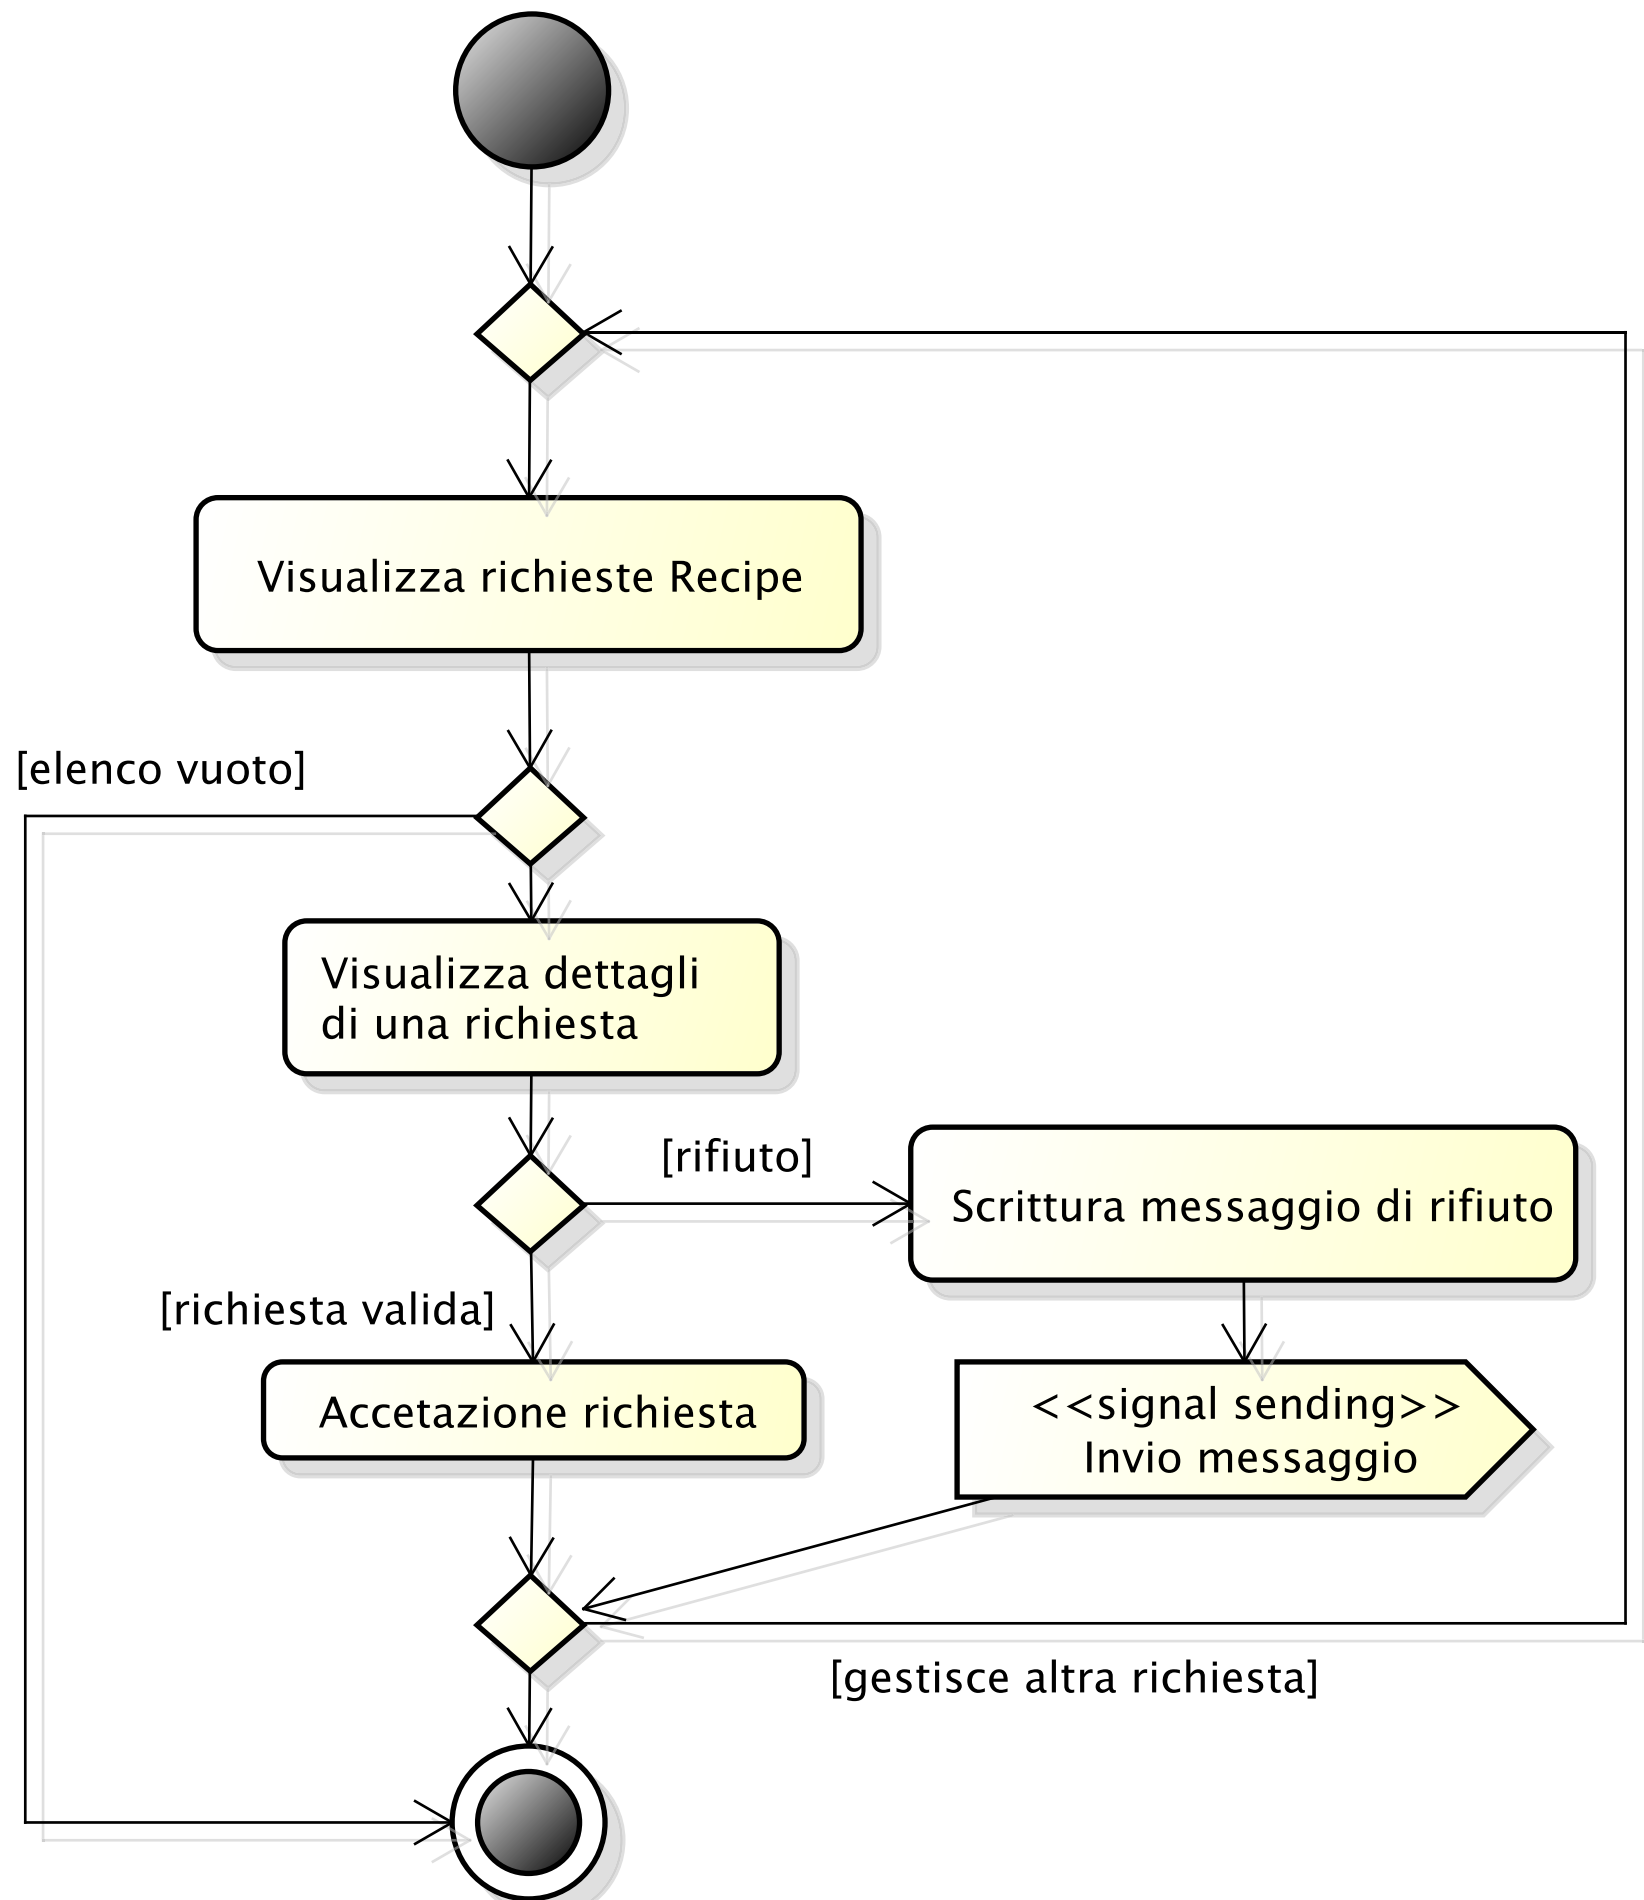 Visualizza richieste Recipe
[elenco vuoto]
Visualizza dettagli
di una richiesta
[rifiuto]
Scrittura messaggio di rifiuto
[richiesta valida]
Accetazione richiesta
<<signal sending>>
Invio messaggio
[gestisce altra richiesta]